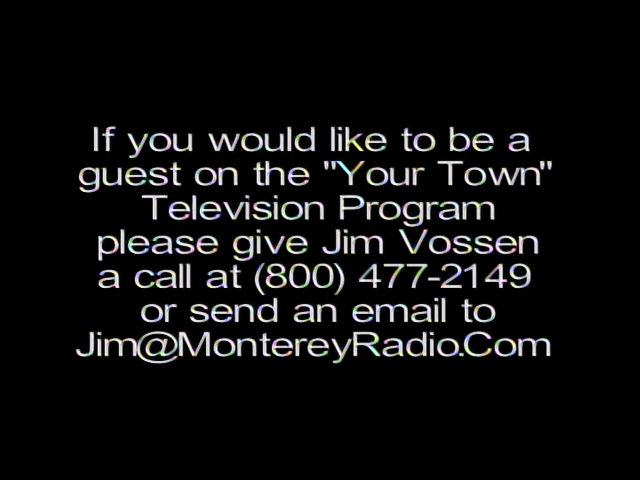 If you would like to be a
guest on the "Your Town"
Television Program
please give Jim Vossen
a call at (800) 477-2149
or send an email to
Jim@MontereyRadio.Com